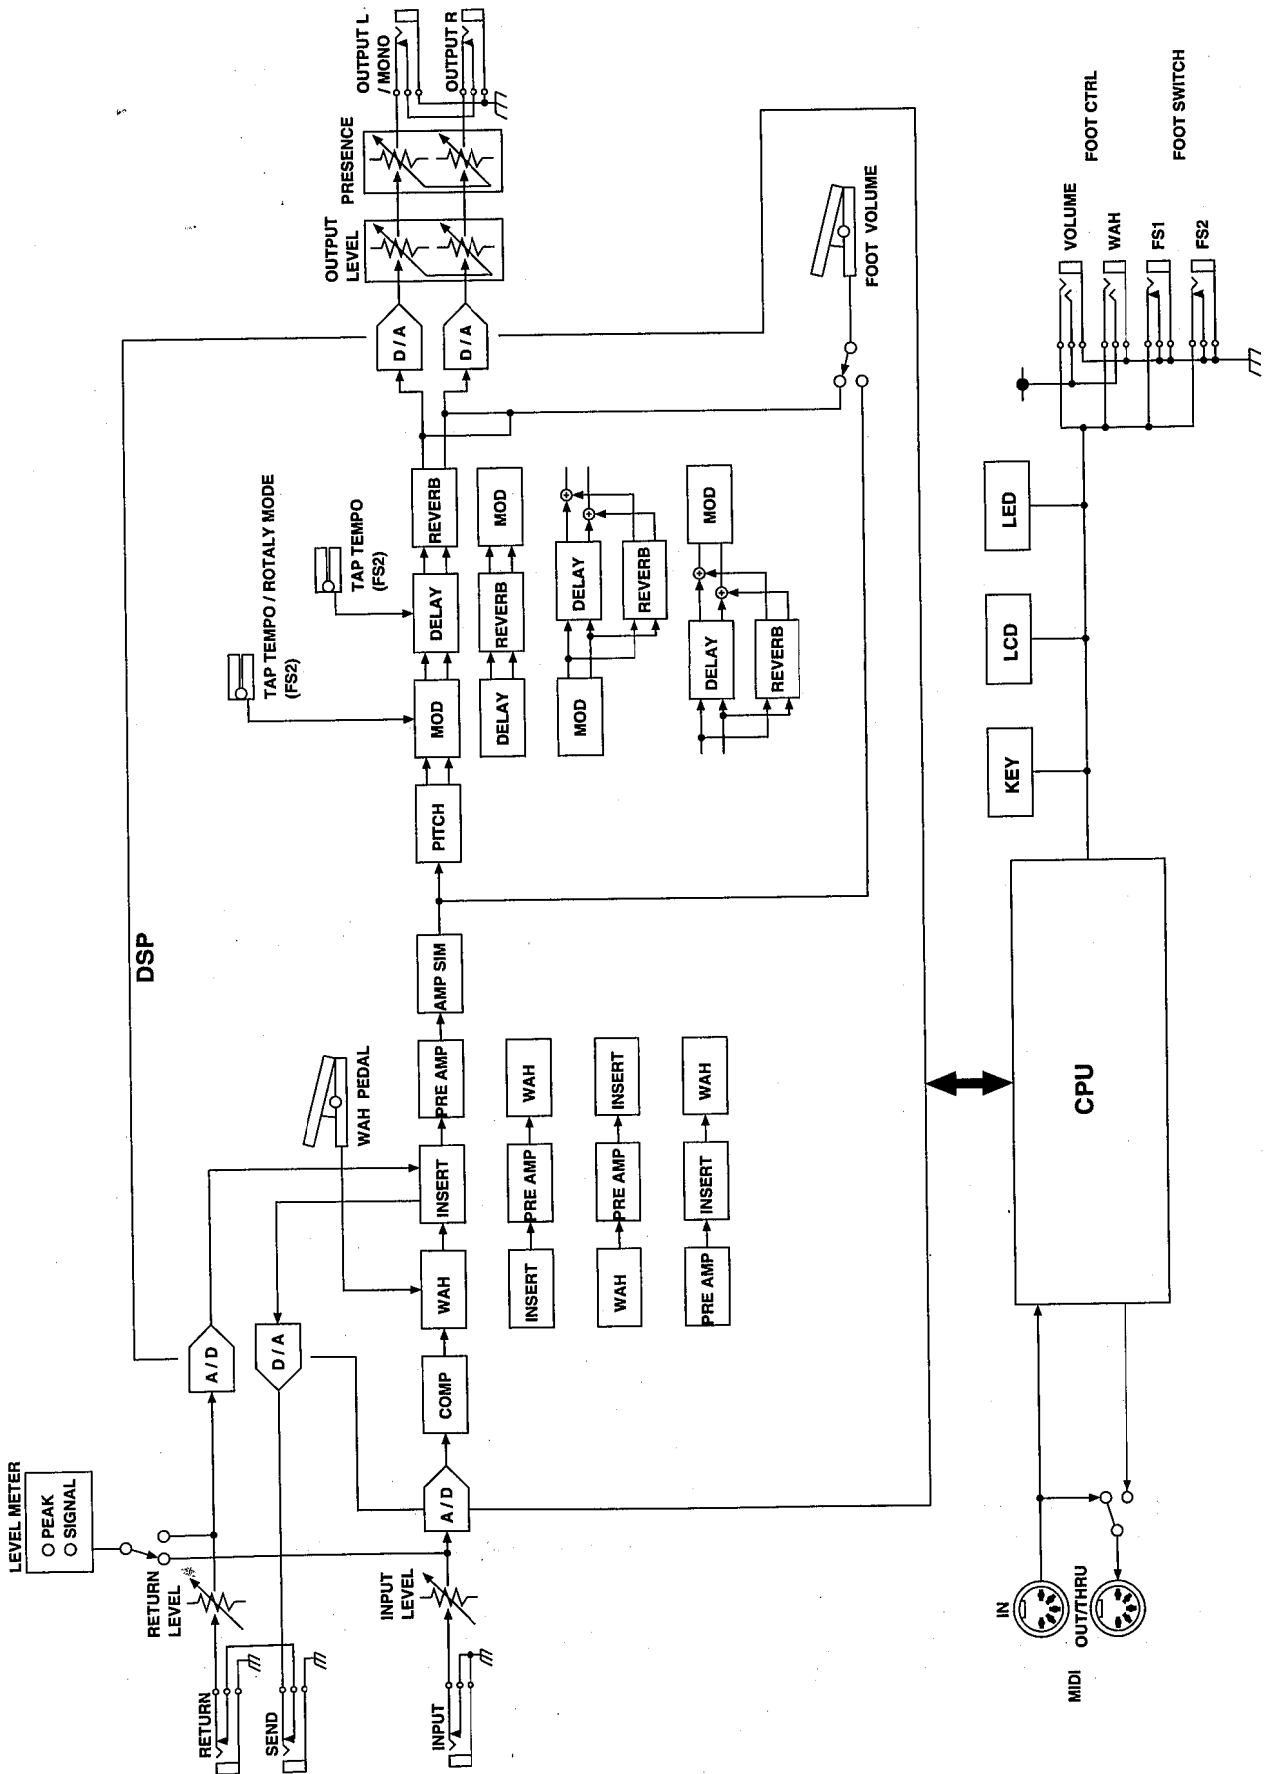 LEVEL METER
PEAK
SIGNAL
RETURN
LEVEL
RETURN
SEND
INPUT
LEVEL
INPUT
A / D
D / A
A / D
DSP
WAH PEDAL
COMP
WAH
INSERT
PRE AMP
AMP SIM
PITCH
MOD
DELAY
REVERB
TAP TEMPO / ROTALY MODE
(FS2)
TAP TEMPO
(FS2)
D / A
D / A
OUTPUT
LEVEL
PRESENCE
OUTPUT L
/ MONO
OUTPUT R
INSERT
PRE AMP
WAH
WAH
PRE AMP
INSERT
PRE AMP
INSERT
WAH
DELAY
REVERB
MOD
MOD
DELAY
REVERB
DELAY
REVERB
MOD
FOOT VOLUME
MIDI
IN
OUT/THRU
CPU
KEY
LCD
LED
VOLUME
WAH
FOOT CTRL
FS1
FS2
FOOT SWITCH